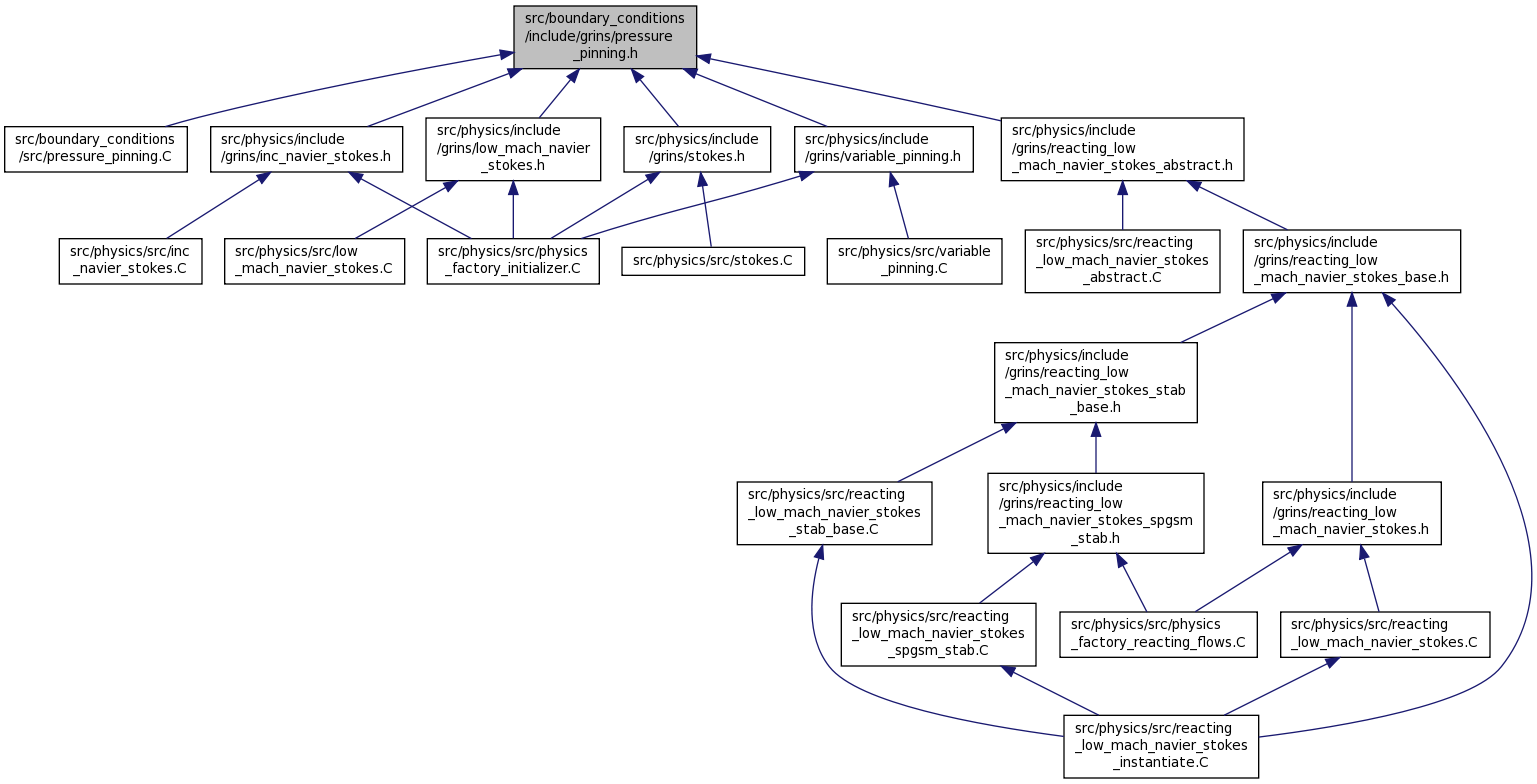 src/boundary_conditions
/include/grins/pressure
_pinning.h
src/boundary_conditions
/src/pressure_pinning.C
src/physics/include
/grins/inc_navier_stokes.h
src/physics/include
/grins/low_mach_navier
_stokes.h
src/physics/include
/grins/stokes.h
src/physics/include
/grins/variable_pinning.h
src/physics/include
/grins/reacting_low
_mach_navier_stokes_abstract.h
src/physics/src/inc
_navier_stokes.C
src/physics/src/low
_mach_navier_stokes.C
src/physics/src/physics
_factory_initializer.C
src/physics/src/stokes.C
src/physics/src/variable
_pinning.C
src/physics/src/reacting
_low_mach_navier_stokes
_abstract.C
src/physics/include
/grins/reacting_low
_mach_navier_stokes_base.h
src/physics/include
/grins/reacting_low
_mach_navier_stokes_stab
_base.h
src/physics/src/reacting
_low_mach_navier_stokes
_stab_base.C
src/physics/include
/grins/reacting_low
_mach_navier_stokes_spgsm
_stab.h
src/physics/include
/grins/reacting_low
_mach_navier_stokes.h
src/physics/src/reacting
_low_mach_navier_stokes
_spgsm_stab.C
src/physics/src/physics
_factory_reacting_flows.C
src/physics/src/reacting
_low_mach_navier_stokes.C
src/physics/src/reacting
_low_mach_navier_stokes
_instantiate.C